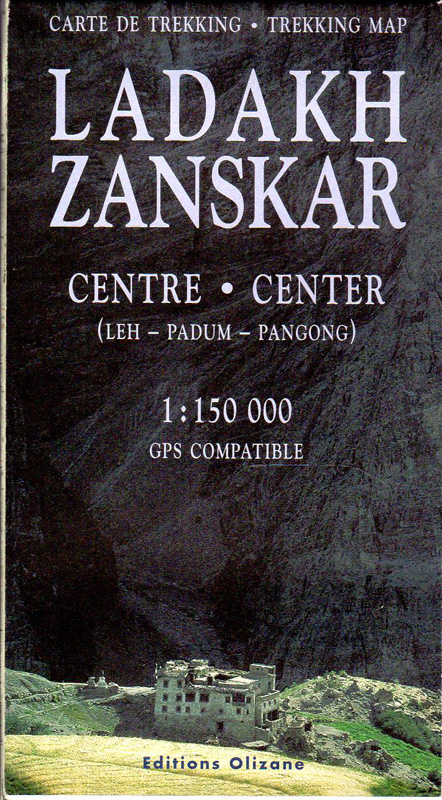 CARTE DE TREKKING • TREKKING MAP
LADAKH
ZANSKAR
CENTRE • CENTER
(LEH – PADUM – PANGONG)
1:150 000
GPS COMPATIBLE
Editions Olizane